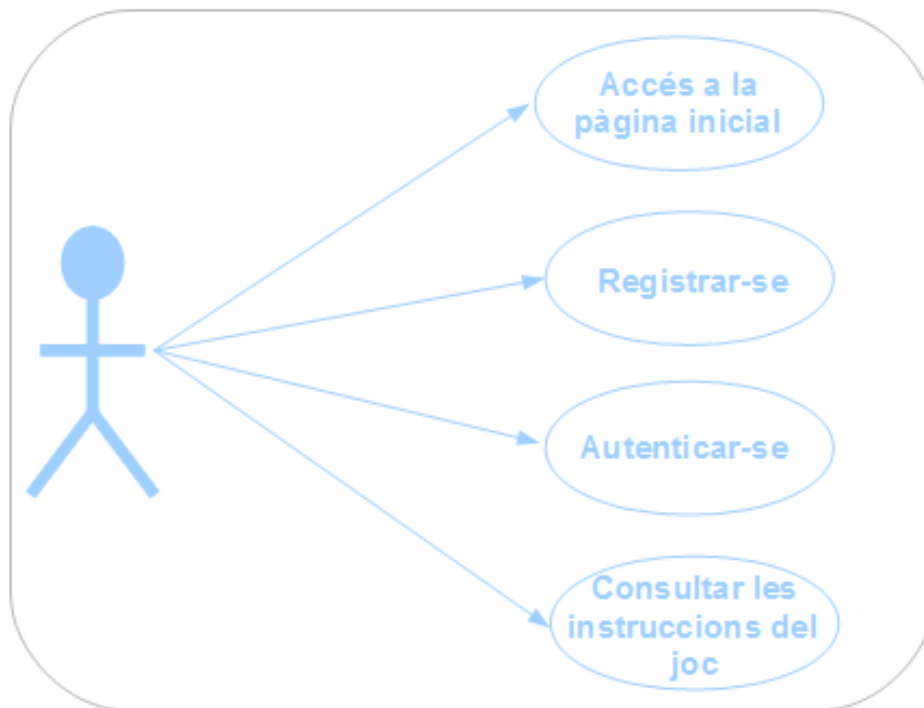 Accés a la
pàgina inicial
Registrar-se
Autenticar-se
Consultar les
instruccions del
joc